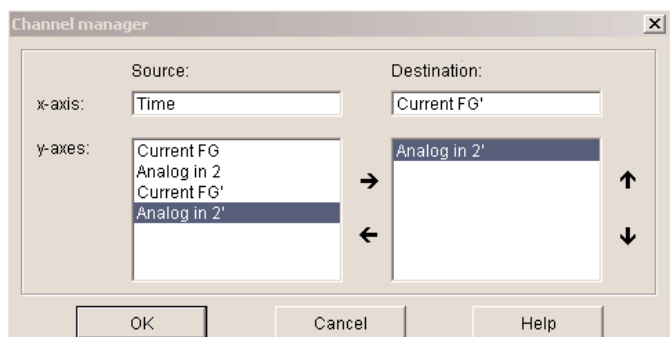 Channel manager
Source: Destination:
x-axis: Time Current FG'
y-axes: Current FG Analog in 2'
Analog in 2
Current FG'
Analog in 2'
OK Cancel Help